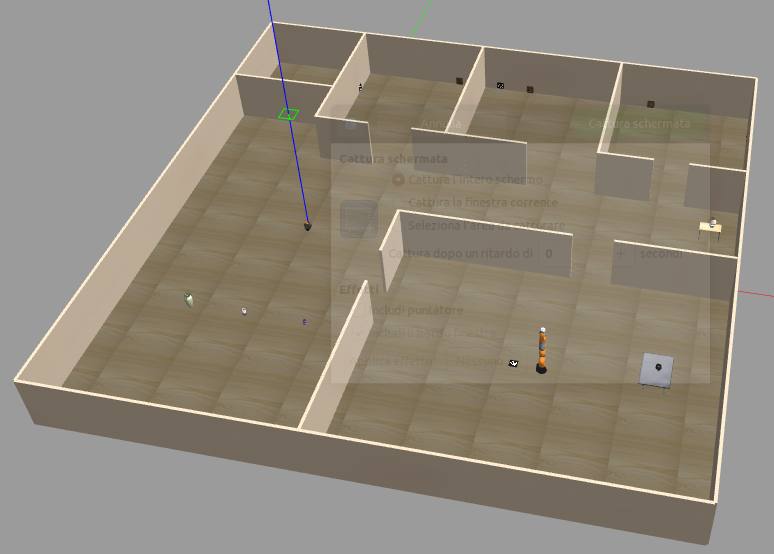 Annulla
Cattura schermata
Cattura schermata
Cattura l'intero schermo
Cattura la finestra corrente
Seleziona l'area da catturare
Cattura dopo un ritardo di 0 + secondi
Effetti
Includi puntatore